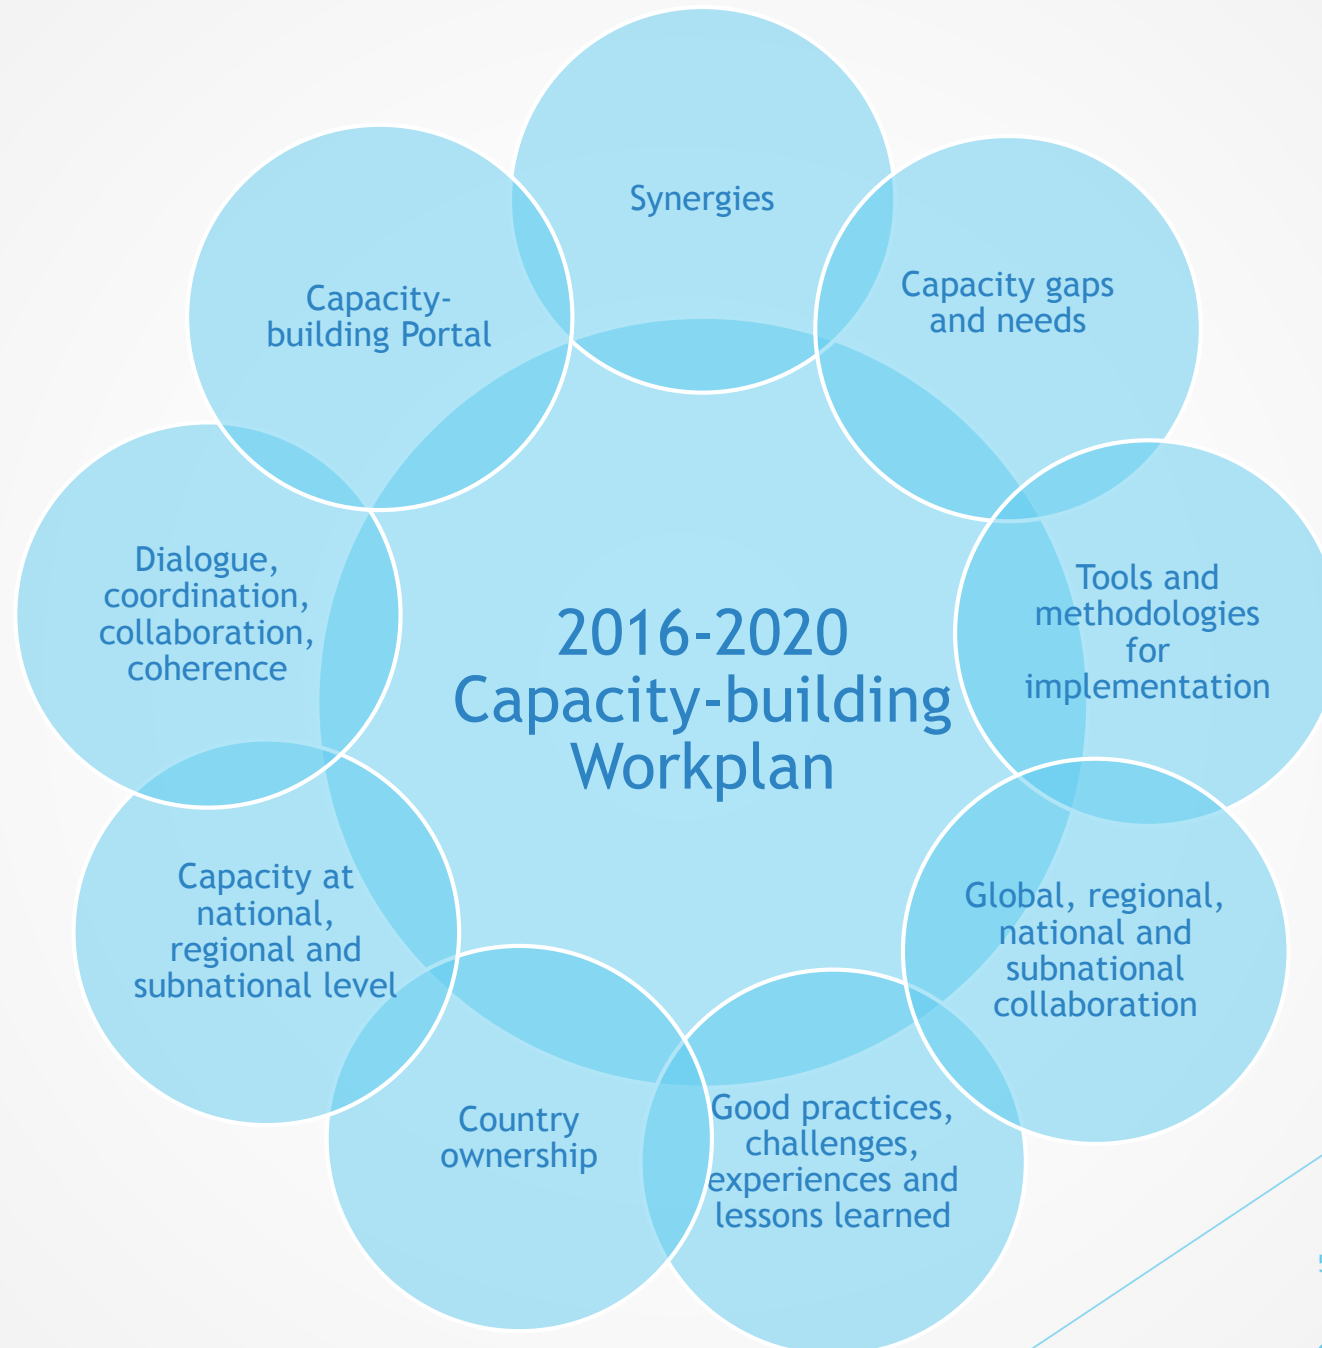 Synergies
Capacity gaps
and needs
Tools and
methodologies
for
implementation
Global, regional,
national and
subnational
collaboration
Good practices,
challenges,
experiences and
lessons learned
Country
ownership
Capacity at
national,
regional and
subnational level
Dialogue,
coordination,
collaboration,
coherence
Capacity-
building Portal
2016-2020
Capacity-building
Workplan